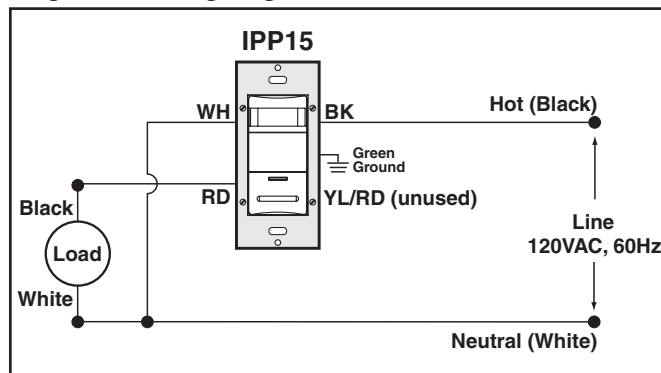 IPP15
WH
BK
Hot (Black)
Green
Ground
RD
YL/RD (unused)
Black
Load
White
Line
120VAC, 60Hz
Neutral (White)